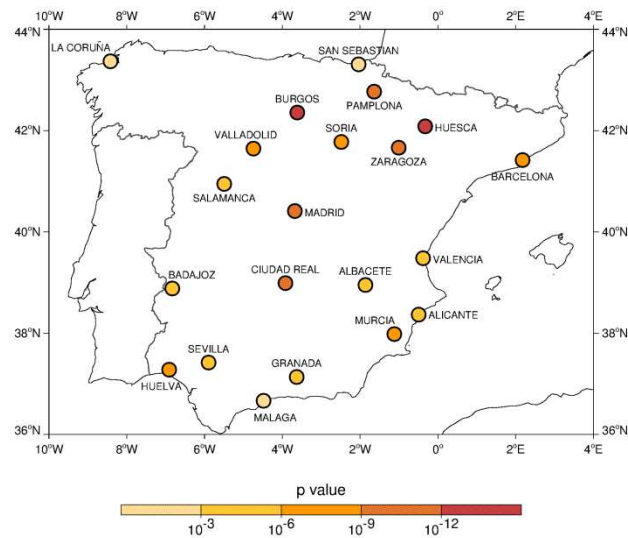 10°W 8°W 6°W 4°W 2°W 0° 2°E 4°E
44°N 44°N
LA CORUÑA SAN SEBASTIAN
PAMPLONA
BURGOS
42°N HUESCA 42°N
VALLADOLID SORIA
ZARAGOZA
BARCELONA
SALAMANCA
MADRID
40°N 40°N
VALENCIA
BADAJOZ CIUDAD REAL ALBACETE
ALICANTE
38°N MURCIA 38°N
SEVILLA
GRANADA
HUELVA
MALAGA
36°N 36°N
10°W 8°W 6°W 4°W 2°W 0° 2°E 4°E
p value
10⁻³ 10⁻⁶ 10⁻⁹ 10⁻¹²